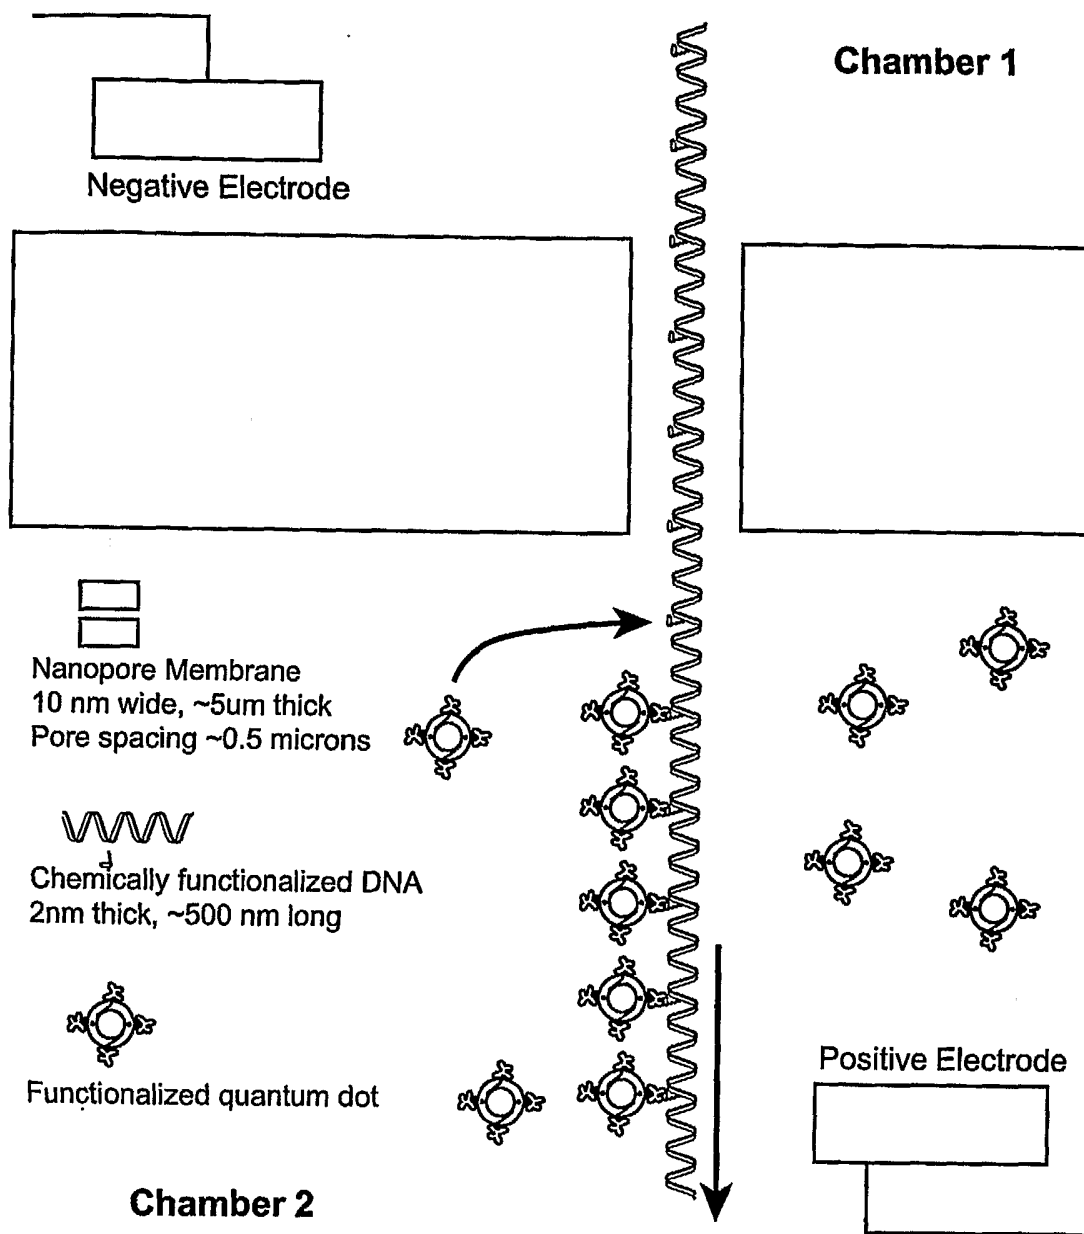 Chamber 1
Negative Electrode
Nanopore Membrane
10 nm wide, ~5um thick
Pore spacing ~0.5 microns
Chemically functionalized DNA
2nm thick, ~500 nm long
Functionalized quantum dot
Positive Electrode
Chamber 2